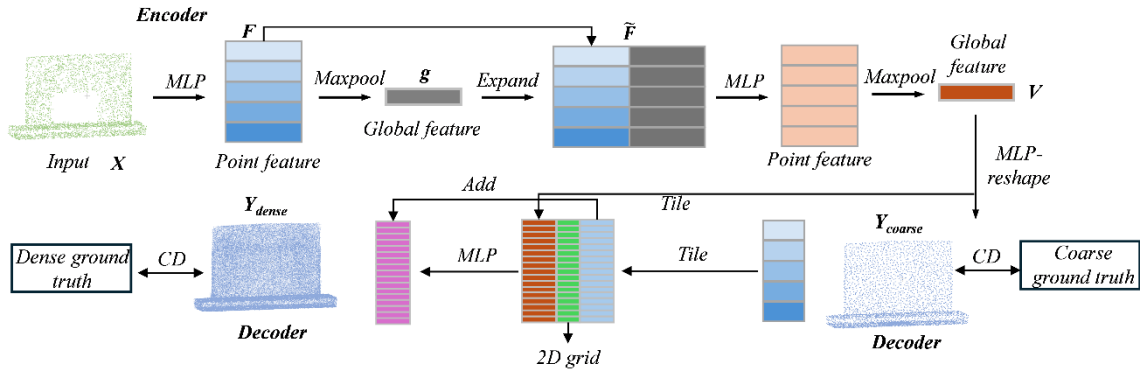 Encoder
F
F̃
MLP
Maxpool
g
Expand
MLP
Maxpool
Global
feature
V
Global feature
Input X
Point feature
Point feature
MLP-
reshape
Add
Tile
Y_dense
Y_coarse
Dense ground
truth
CD
MLP
Tile
CD
Coarse
ground truth
Decoder
Decoder
2D grid